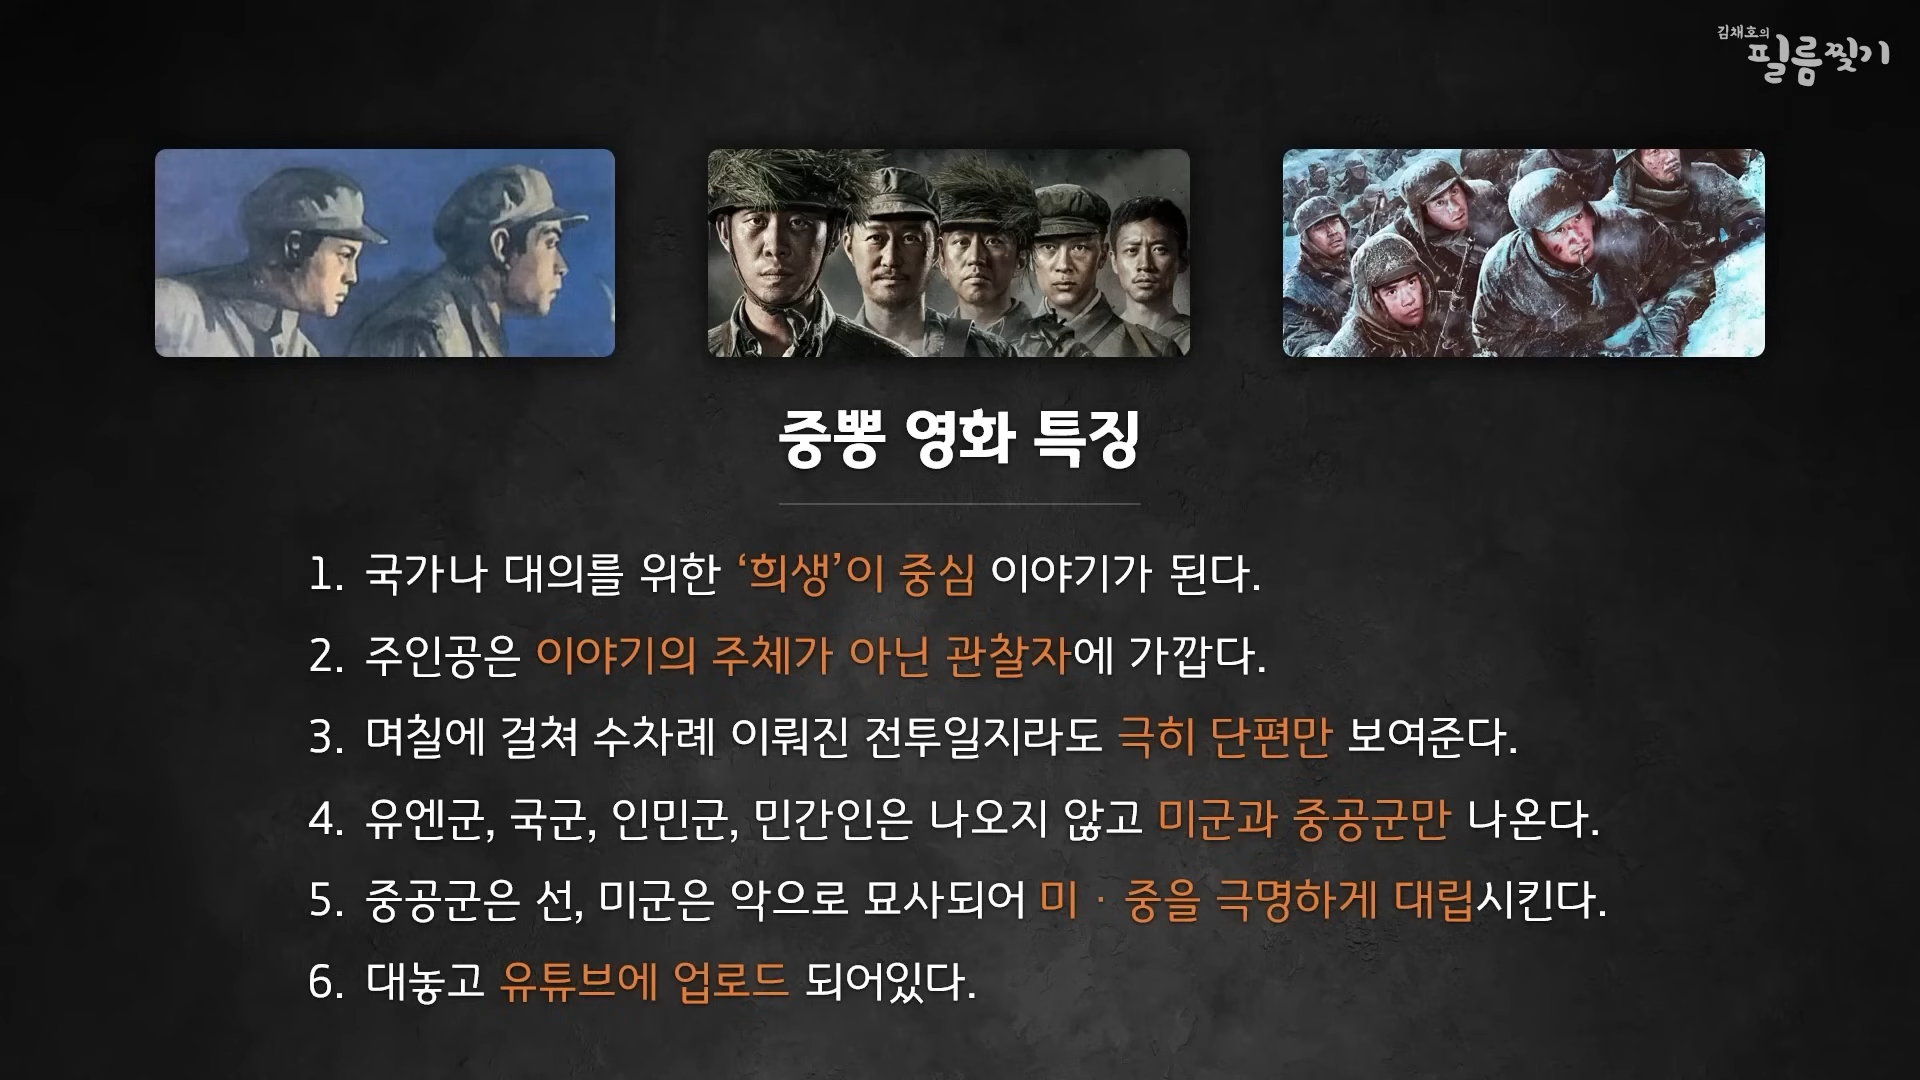 김채호의
필름찢기
중뽕 영화 특징
1. 국가나 대의를 위한 ‘희생’이 중심 이야기가 된다.
2. 주인공은 이야기의 주체가 아닌 관찰자에 가깝다.
3. 며칠에 걸쳐 수차례 이뤄진 전투일지라도 극히 단편만 보여준다.
4. 유엔군, 국군, 인민군, 민간인은 나오지 않고 미군과 중공군만 나온다.
5. 중공군은 선, 미군은 악으로 묘사되어 미 · 중을 극명하게 대립시킨다.
6. 대놓고 유튜브에 업로드 되어있다.